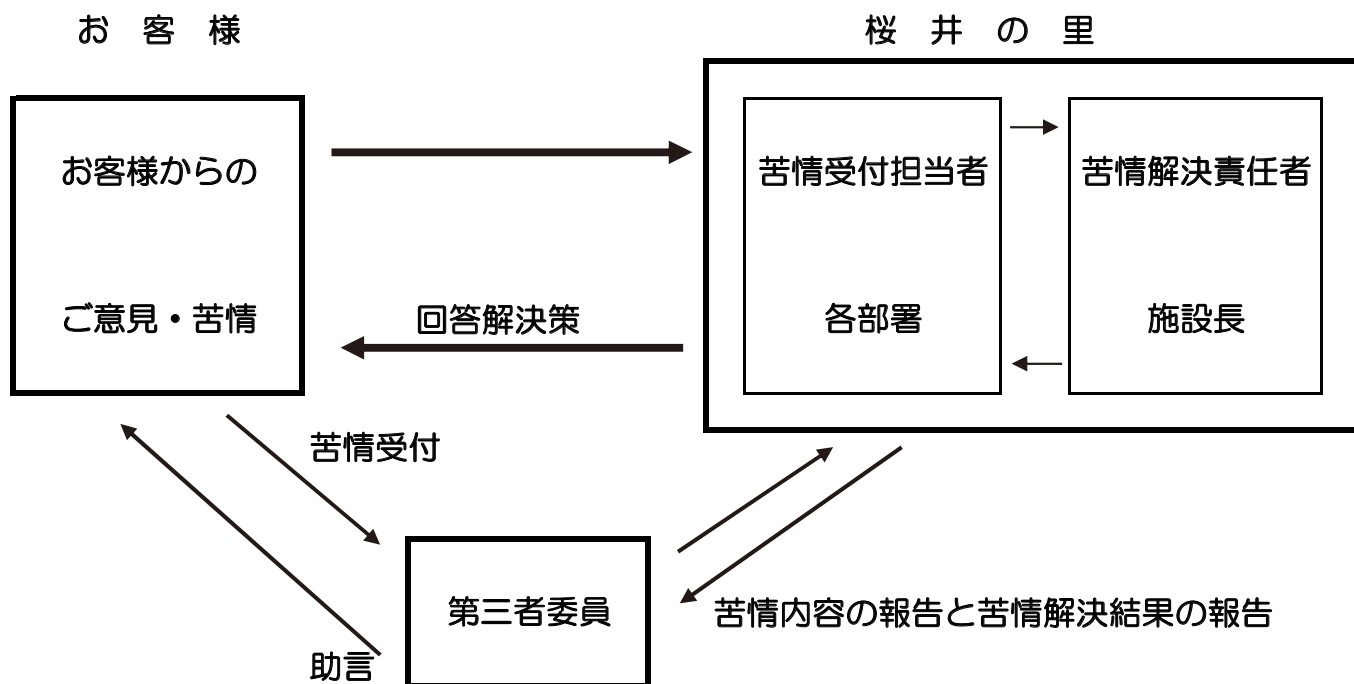 お客様
桜井の里
お客様からの
ご意見・苦情
苦情受付担当者
各部署
苦情解決責任者
施設長
回答解決策
苦情受付
第三者委員
助言
苦情内容の報告と苦情解決結果の報告